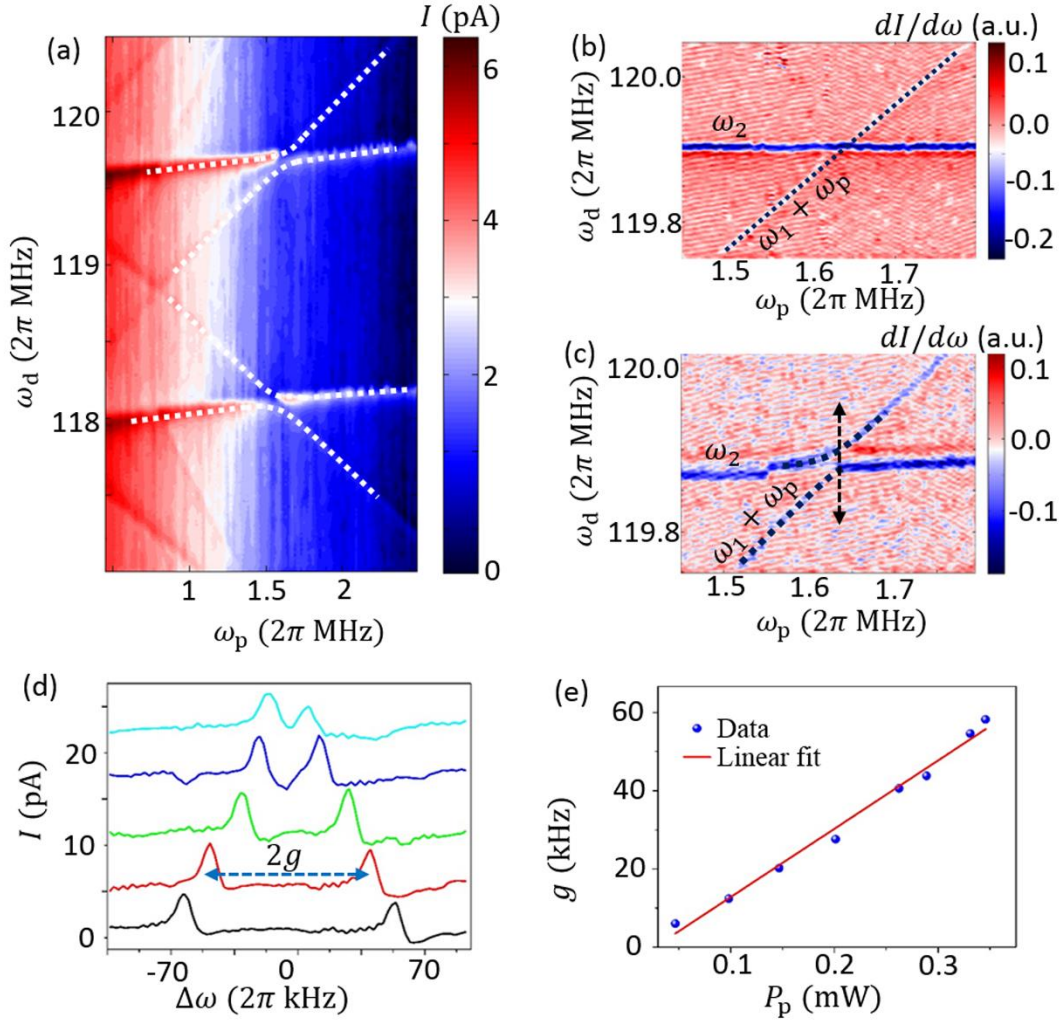 (a)
I (pA)
6
4
2
0
120
119
118
ω_d (2π MHz)
1 1.5 2
ω_p (2π MHz)
(b)
dI/dω (a.u.)
0.1
0.0
-0.1
-0.2
120.0
119.8
ω_d (2π MHz)
ω_2
ω_1 + ω_p
1.5 1.6 1.7
ω_p (2π MHz)
(c)
dI/dω (a.u.)
0.1
0.0
-0.1
120.0
119.8
ω_d (2π MHz)
ω_2
ω_1 + ω_p
1.5 1.6 1.7
ω_p (2π MHz)
(d)
20
10
0
I (pA)
2g
-70 0 70
Δω (2π kHz)
(e)
60
40
20
0
g (kHz)
Data
Linear fit
0.1 0.2 0.3
P_p (mW)